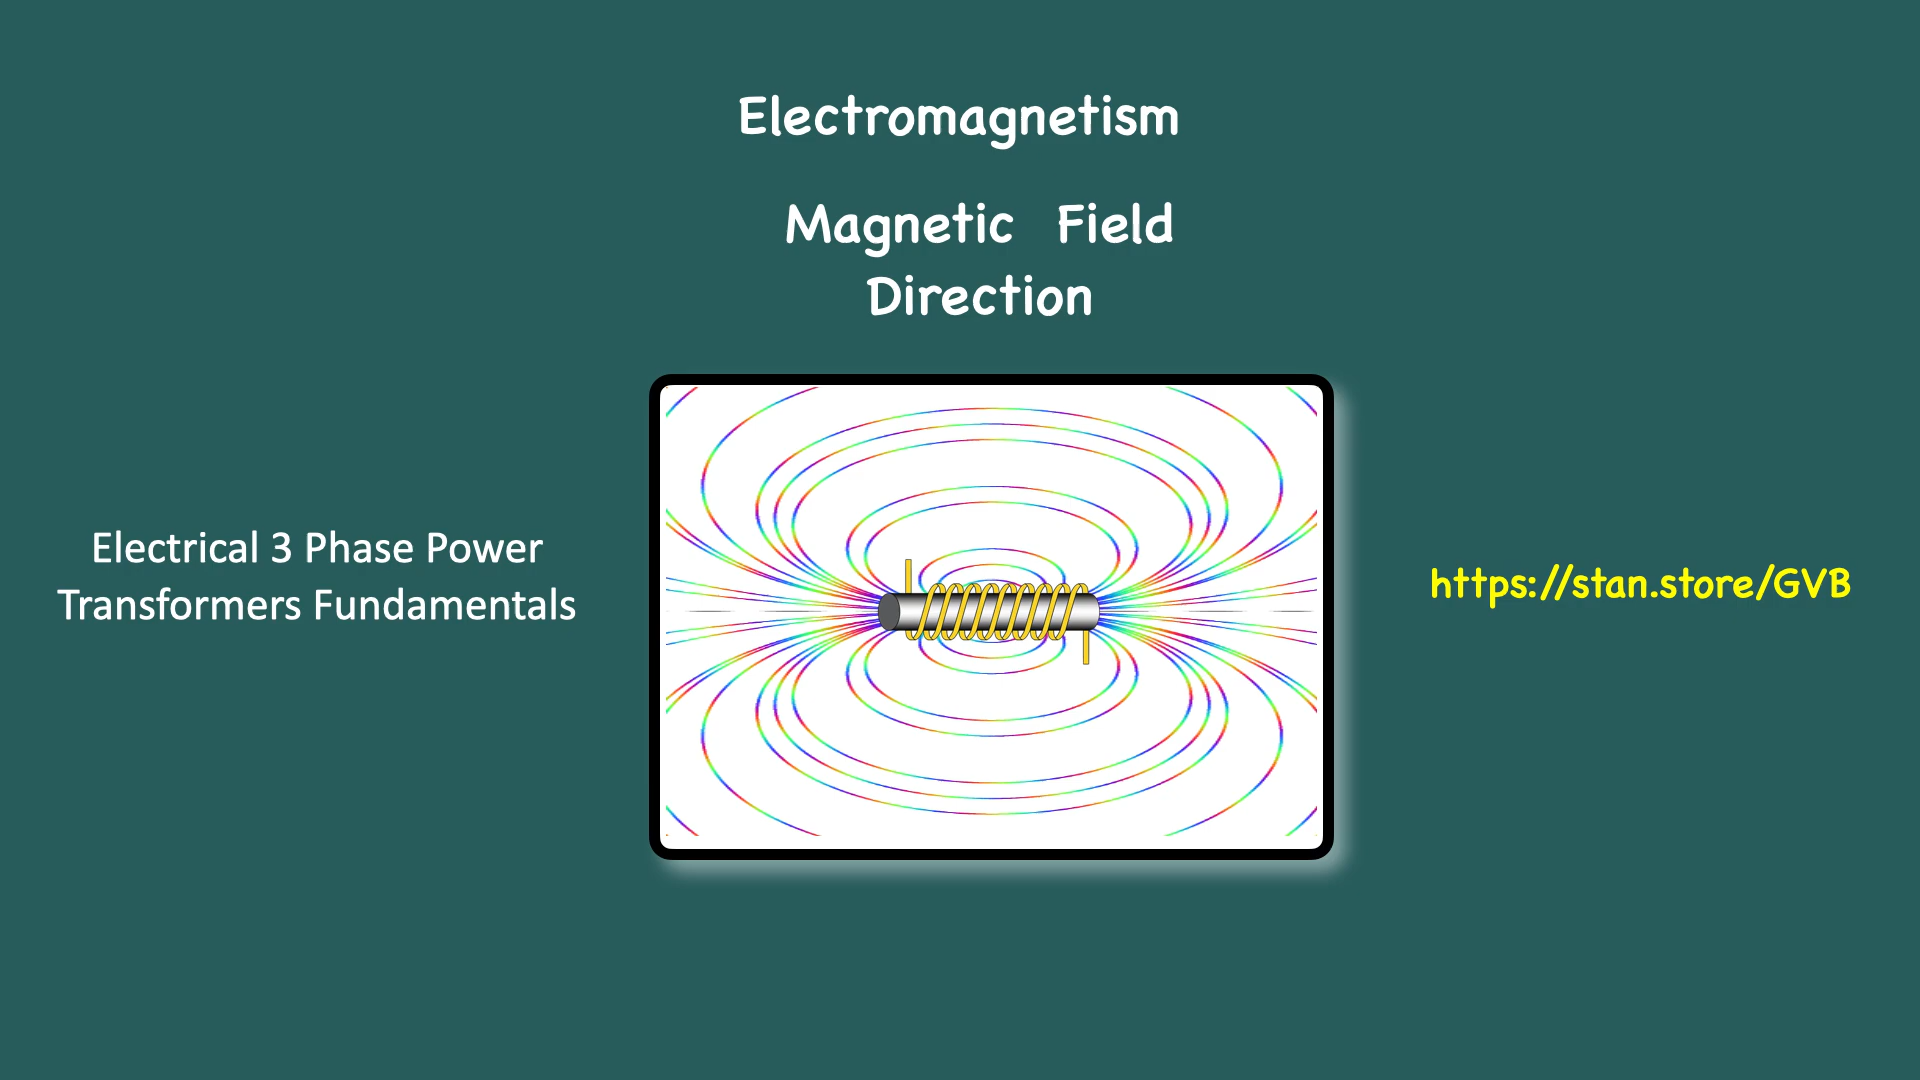 Electromagnetism
Magnetic Field
Direction
Electrical 3 Phase Power
Transformers Fundamentals
https://stan.store/GVB